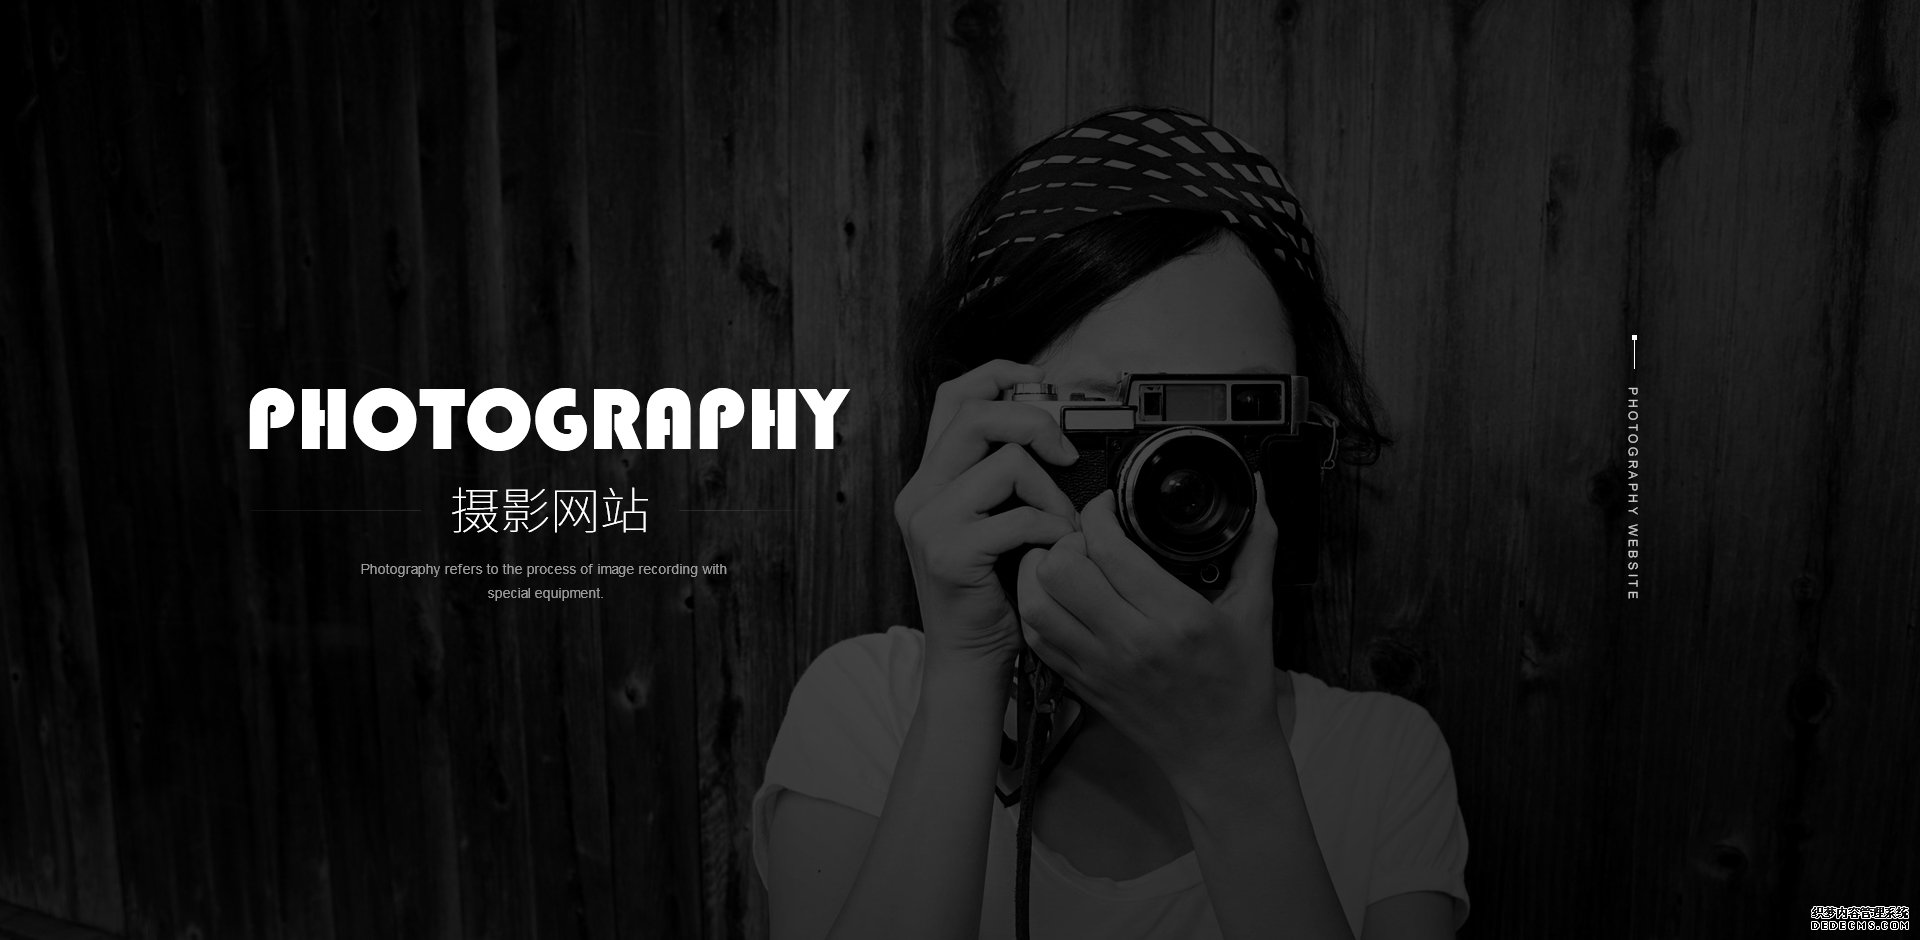 PHOTOGRAPHY
摄影网站
Photography refers to the process of image recording with
special equipment.
PHOTOGRAPHY WEBSITE
织梦内容管理系统
DEDECMS.COM